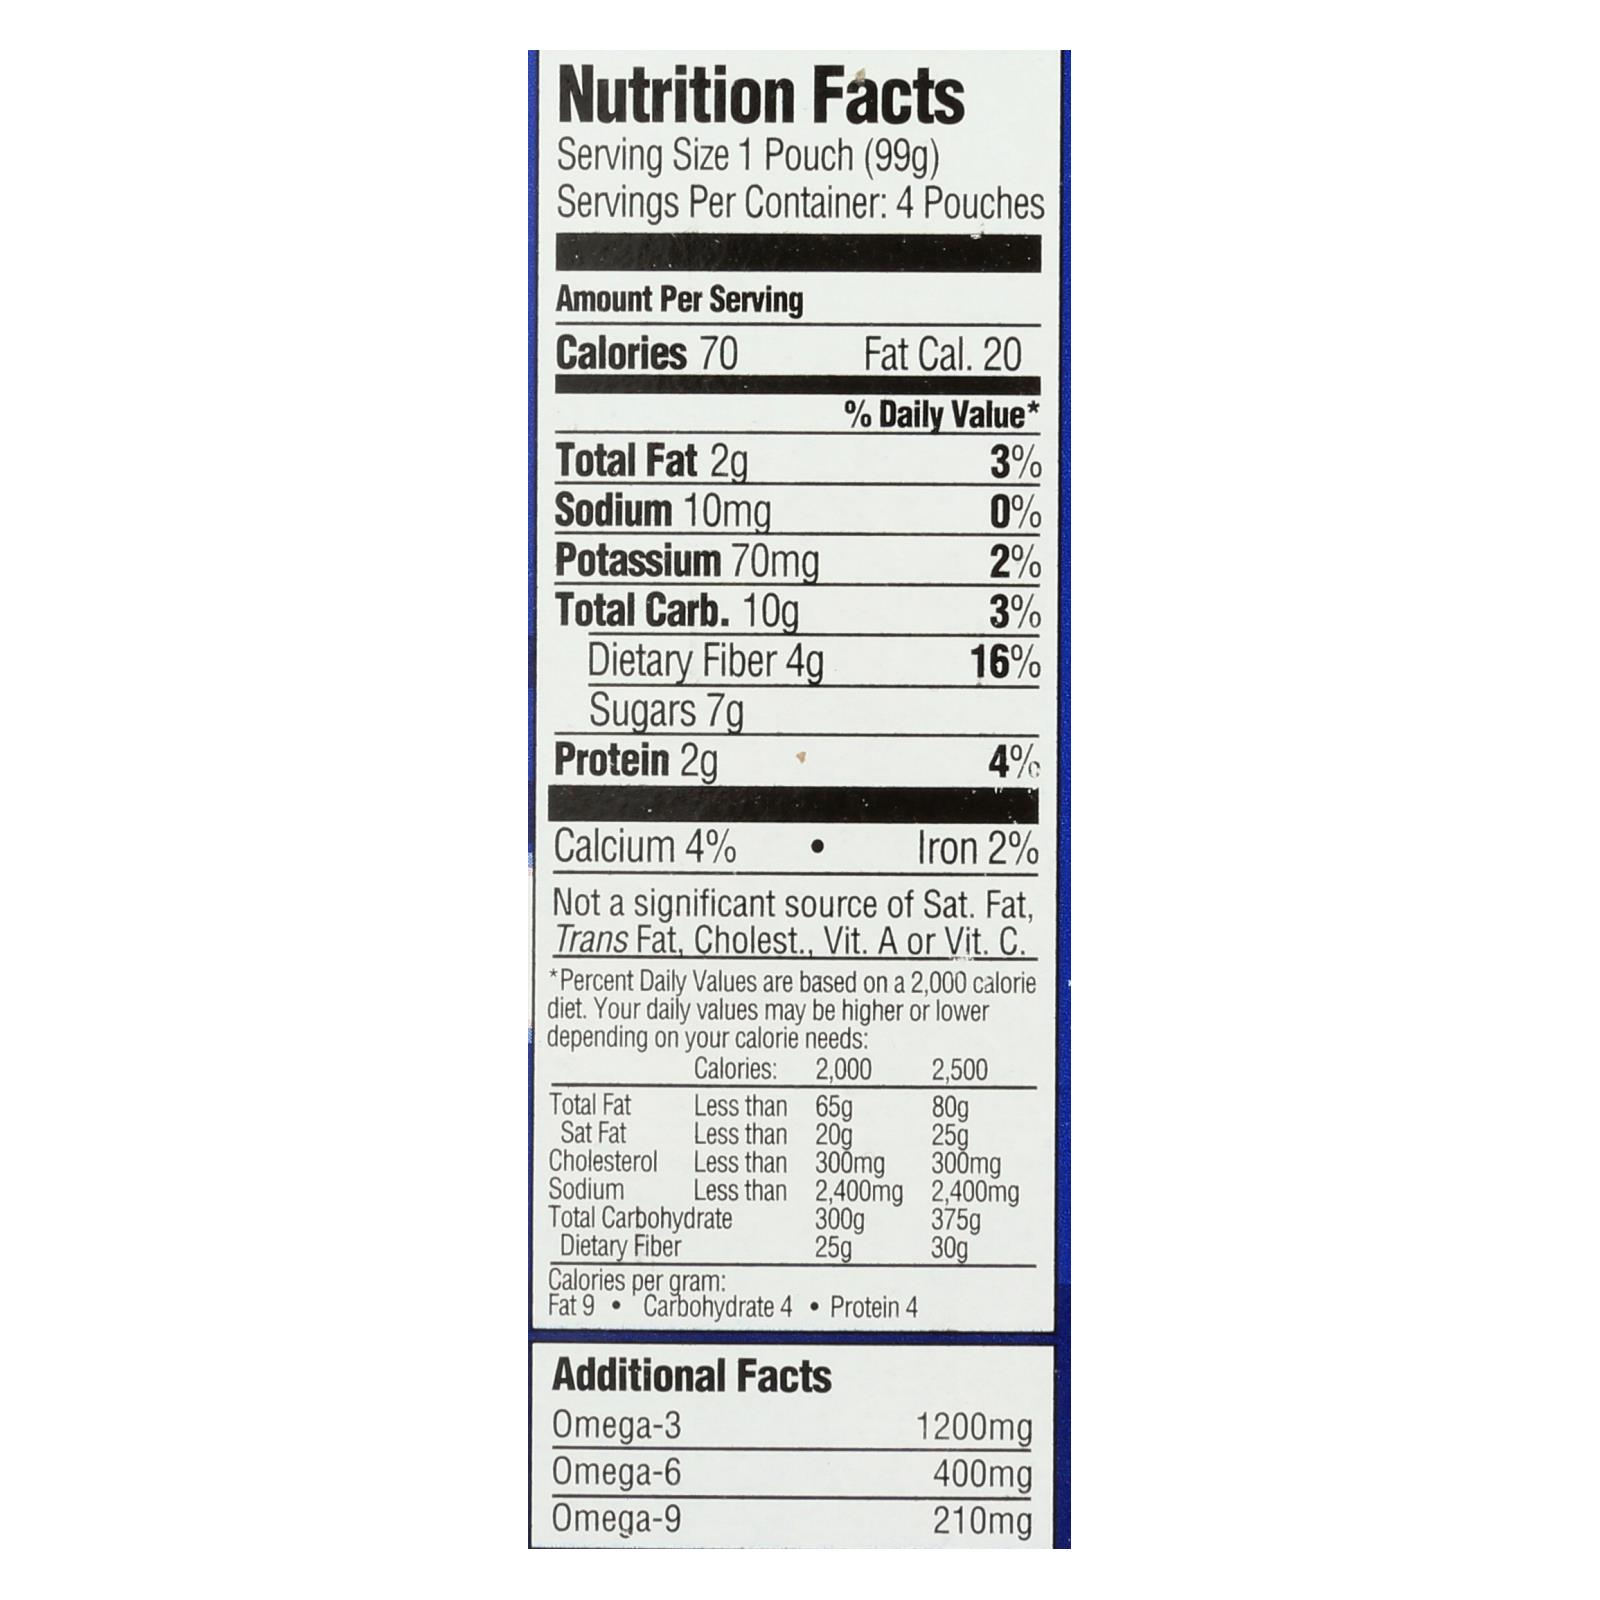 Nutrition Facts
Serving Size 1 Pouch (99g)
Servings Per Container: 4 Pouches
Amount Per Serving
Calories 70 Fat Cal. 20
% Daily Value*
Total Fat 2g 3%
Sodium 10mg 0%
Potassium 70mg 2%
Total Carb. 10g 3%
Dietary Fiber 4g 16%
Sugars 7g
Protein 2g 4%
Calcium 4% • Iron 2%
Not a significant source of Sat. Fat,
Trans Fat, Cholest., Vit. A or Vit. C.
*Percent Daily Values are based on a 2,000 calorie
diet. Your daily values may be higher or lower
depending on your calorie needs:
Calories: 2,000 2,500
Total Fat Less than 65g 80g
Sat Fat Less than 20g 25g
Cholesterol Less than 300mg 300mg
Sodium Less than 2,400mg 2,400mg
Total Carbohydrate 300g 375g
Dietary Fiber 25g 30g
Calories per gram:
Fat 9 • Carbohydrate 4 • Protein 4
Additional Facts
Omega-3 1200mg
Omega-6 400mg
Omega-9 210mg